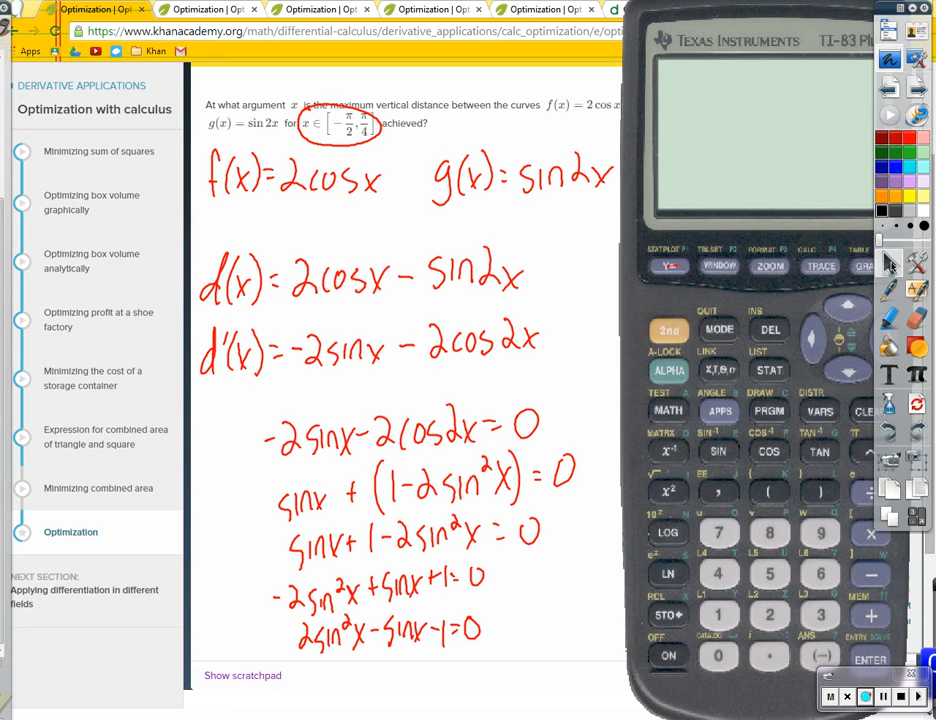 Optimization | O
Optimization | O
Optimization | O
Optimization | O
Optimization
https://www.khanacademy.org/math/differential-calculus/derivative_applications/calc_optimization/e/opti
Apps
Khan
M
DERIVATIVE APPLICATIONS
Optimization with calculus
Minimizing sum of squares
Optimizing box volume
graphically
Optimizing box volume
analytically
Optimizing profit at a shoe
factory
Minimizing the cost of a
storage container
Expression for combined area
of triangle and square
Minimizing combined area
Optimization
NEXT SECTION:
Applying differentiation in different
fields
At what argument x is the maximum vertical distance between the curves f(x) = 2 cos x
g(x) = sin 2x for x ∈ [−π/2, π/4] achieved?
f(x)=2cosx g(x)=sin2x
d(x)=2cosx − sin2x
d'(x)=-2sinx − 2cos2x
-2sinx-2cos2x=0
sinx + (1-2sin²x)=0
sinx+1-2sin²x=0
-2sin²x+sinx+1=0
2sin²x-sinx-1=0
Show scratchpad
TEXAS INSTRUMENTS TI-83 Pl
STATPLOT F1 TBLSET F2 FORMAT F3 CALC F4
Y= WINDOW ZOOM TRACE GRA
QUIT INS
2nd MODE DEL
A-LOCK LINK LIST
ALPHA X,T,θ,n STAT
TEST A ANGLE B DRAW C DISTR
MATH APPS PRGM VARS CLE
MATRX D SIN⁻¹ E COS⁻¹ F TAN⁻¹ G π H
x⁻¹ SIN COS TAN ^
√ I EE J { K } L
x² , ( ) ÷
10ˣ N u O v P w Q
LOG 7 8 9 X
eˣ S L4 T L5 U L6 V ]
LN 4 5 6 −
RCL X L1 Y L2 Z L3 θ MEM "
STO▸ 1 2 3 +
OFF CATALOG i : ANS ? ENTRY SOLVE
ON 0 . (−) ENTER
T π
M